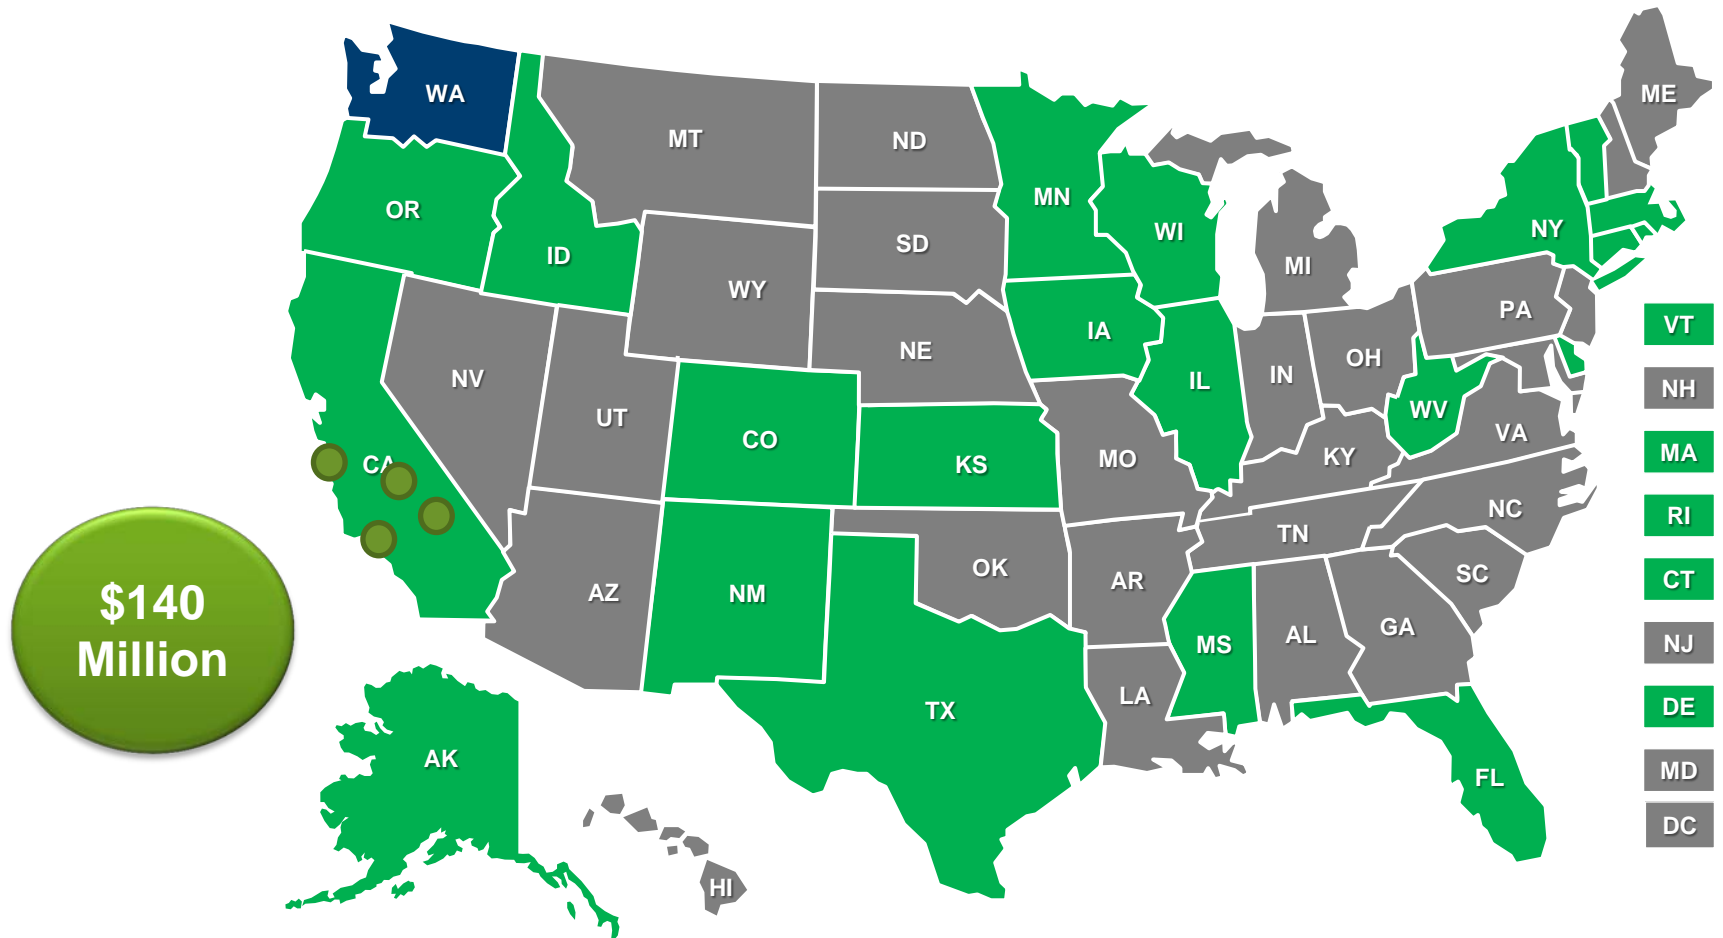 WA
ME
MT
ND
OR
MN
WI
NY
ID
SD
MI
WY
PA
IA
VT
NV
NE
IN
OH
IL
NH
UT
CO
WV
VA
CA
KS
MO
KY
MA
NC
RI
TN
$140
Million
AZ
NM
OK
AR
SC
CT
MS
AL
GA
NJ
TX
LA
DE
AK
FL
MD
HI
DC